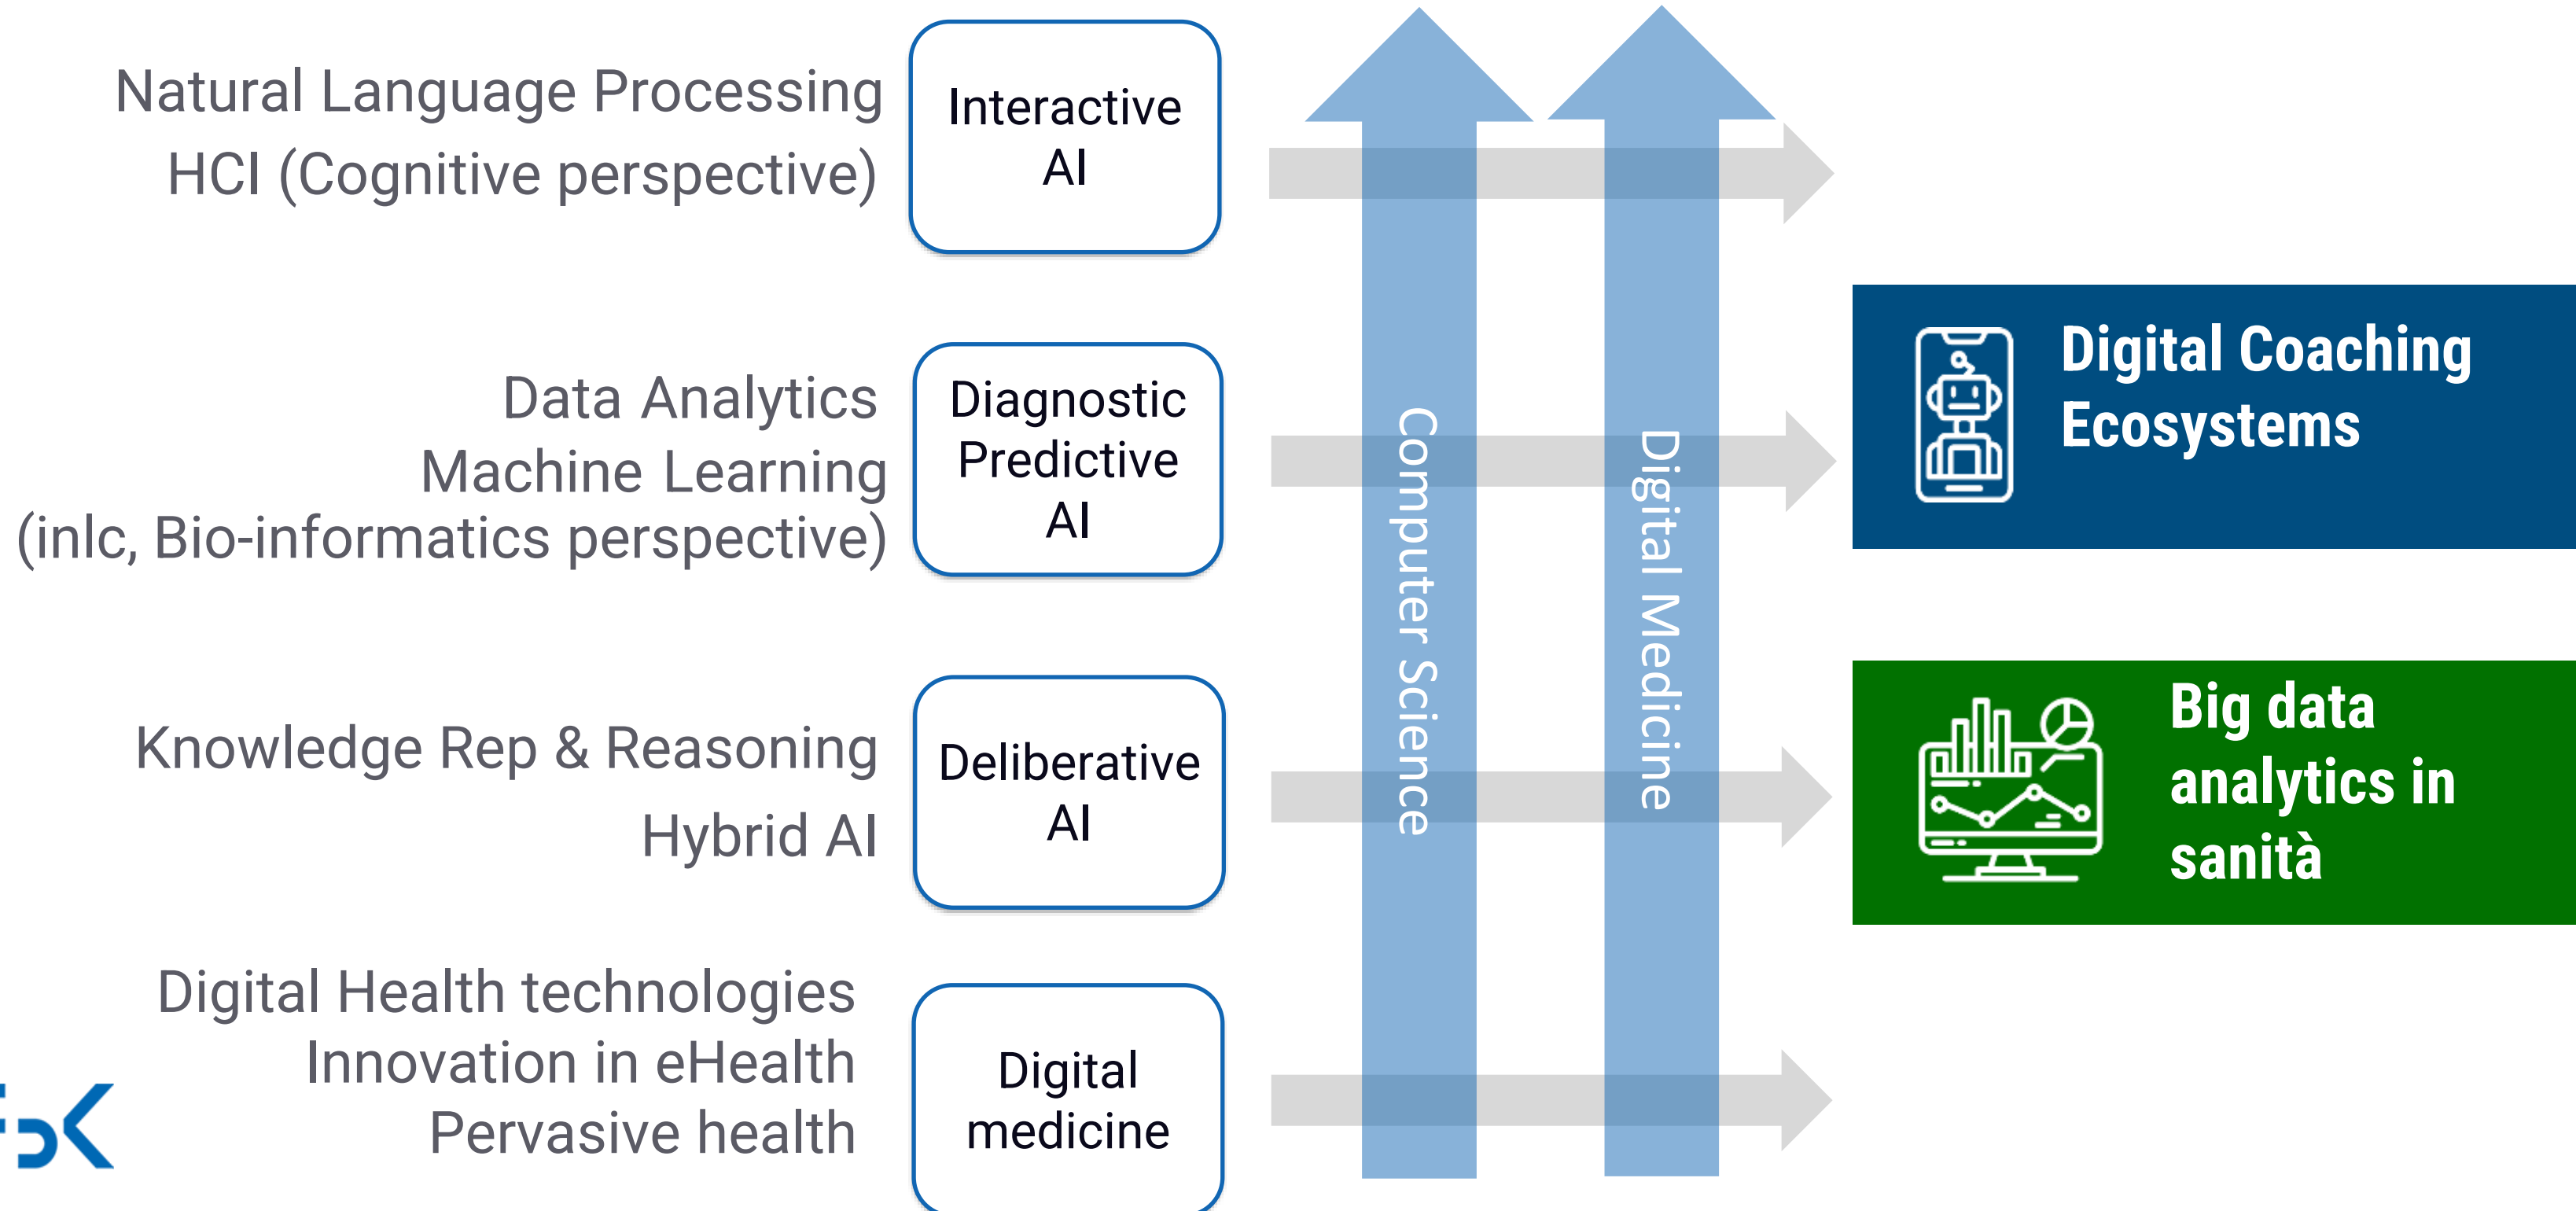 Natural Language Processing
HCI (Cognitive perspective)
Interactive
AI
Data Analytics
Machine Learning
(inlc, Bio-informatics perspective)
Diagnostic
Predictive
AI
Knowledge Rep & Reasoning
Hybrid AI
Deliberative
AI
Digital Health technologies
Innovation in eHealth
Pervasive health
Digital
medicine
Computer Science
Digital Medicine
Digital Coaching
Ecosystems
Big data
analytics in
sanità